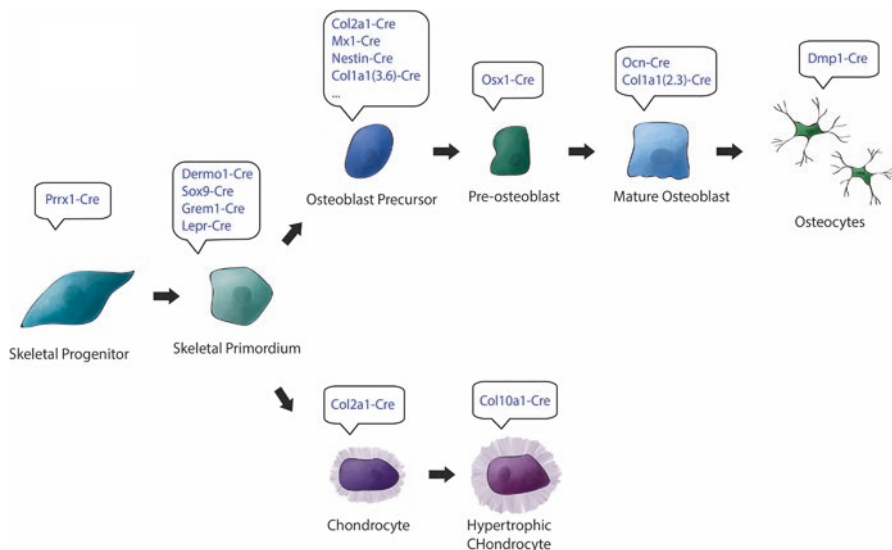 Col2a1-Cre
Mx1-Cre
Nestin-Cre
Col1a1(3.6)-Cre
...
Osx1-Cre
Ocn-Cre
Col1a1(2.3)-Cre
Dmp1-Cre
Osteoblast Precursor
Pre-osteoblast
Mature Osteoblast
Osteocytes
Prrx1-Cre
Dermo1-Cre
Sox9-Cre
Grem1-Cre
Lepr-Cre
Skeletal Progenitor
Skeletal Primordium
Col2a1-Cre
Col10a1-Cre
Chondrocyte
Hypertrophic
CHondrocyte